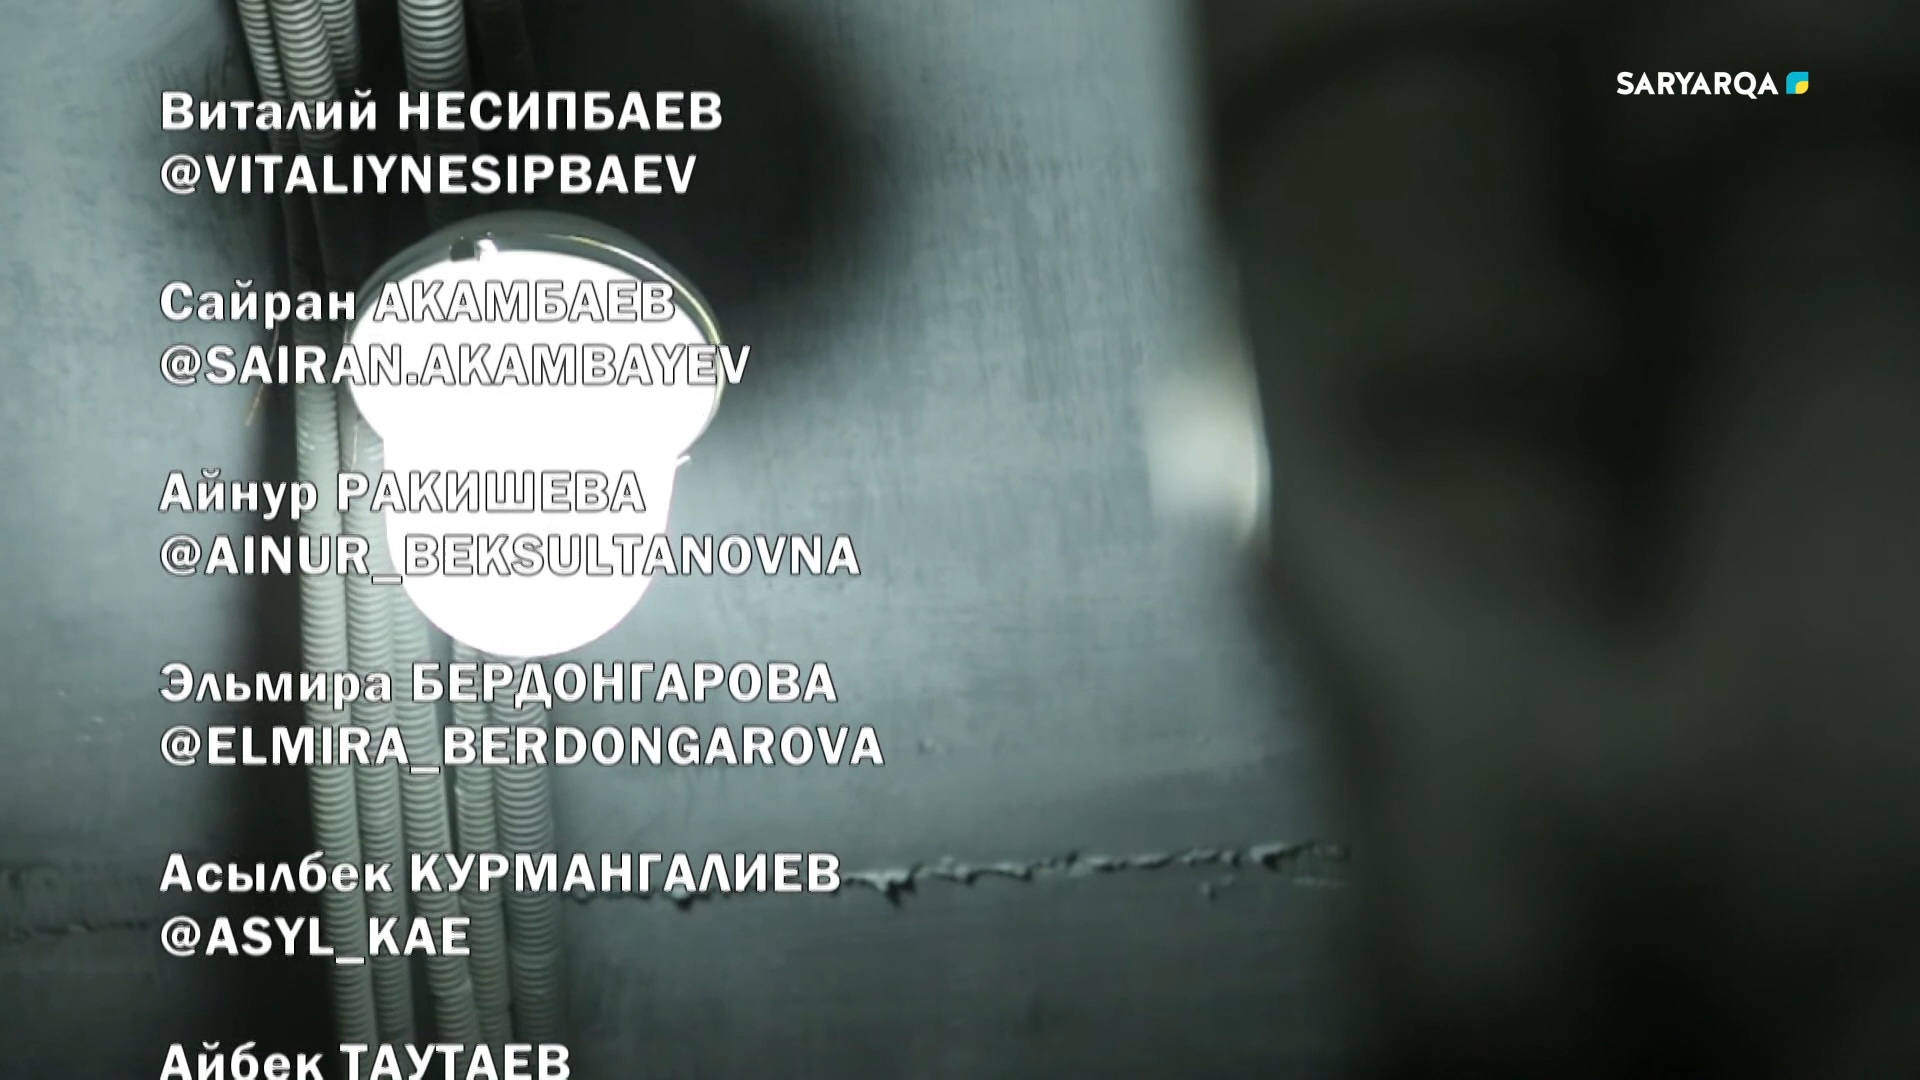 SARYARQA
Виталий НЕСИПБАЕВ
@VITALIYNESIPBAEV
Сайран АКАМБАЕВ
@SAIRAN.AKAMBAYEV
Айнур РАКИШЕВА
@AINUR_BEKSULTANOVNA
Эльмира БЕРДОНГАРОВА
@ELMIRA_BERDONGAROVA
Асылбек КУРМАНГАЛИЕВ
@ASYL_KAE
Айбек ТАУТАЕВ